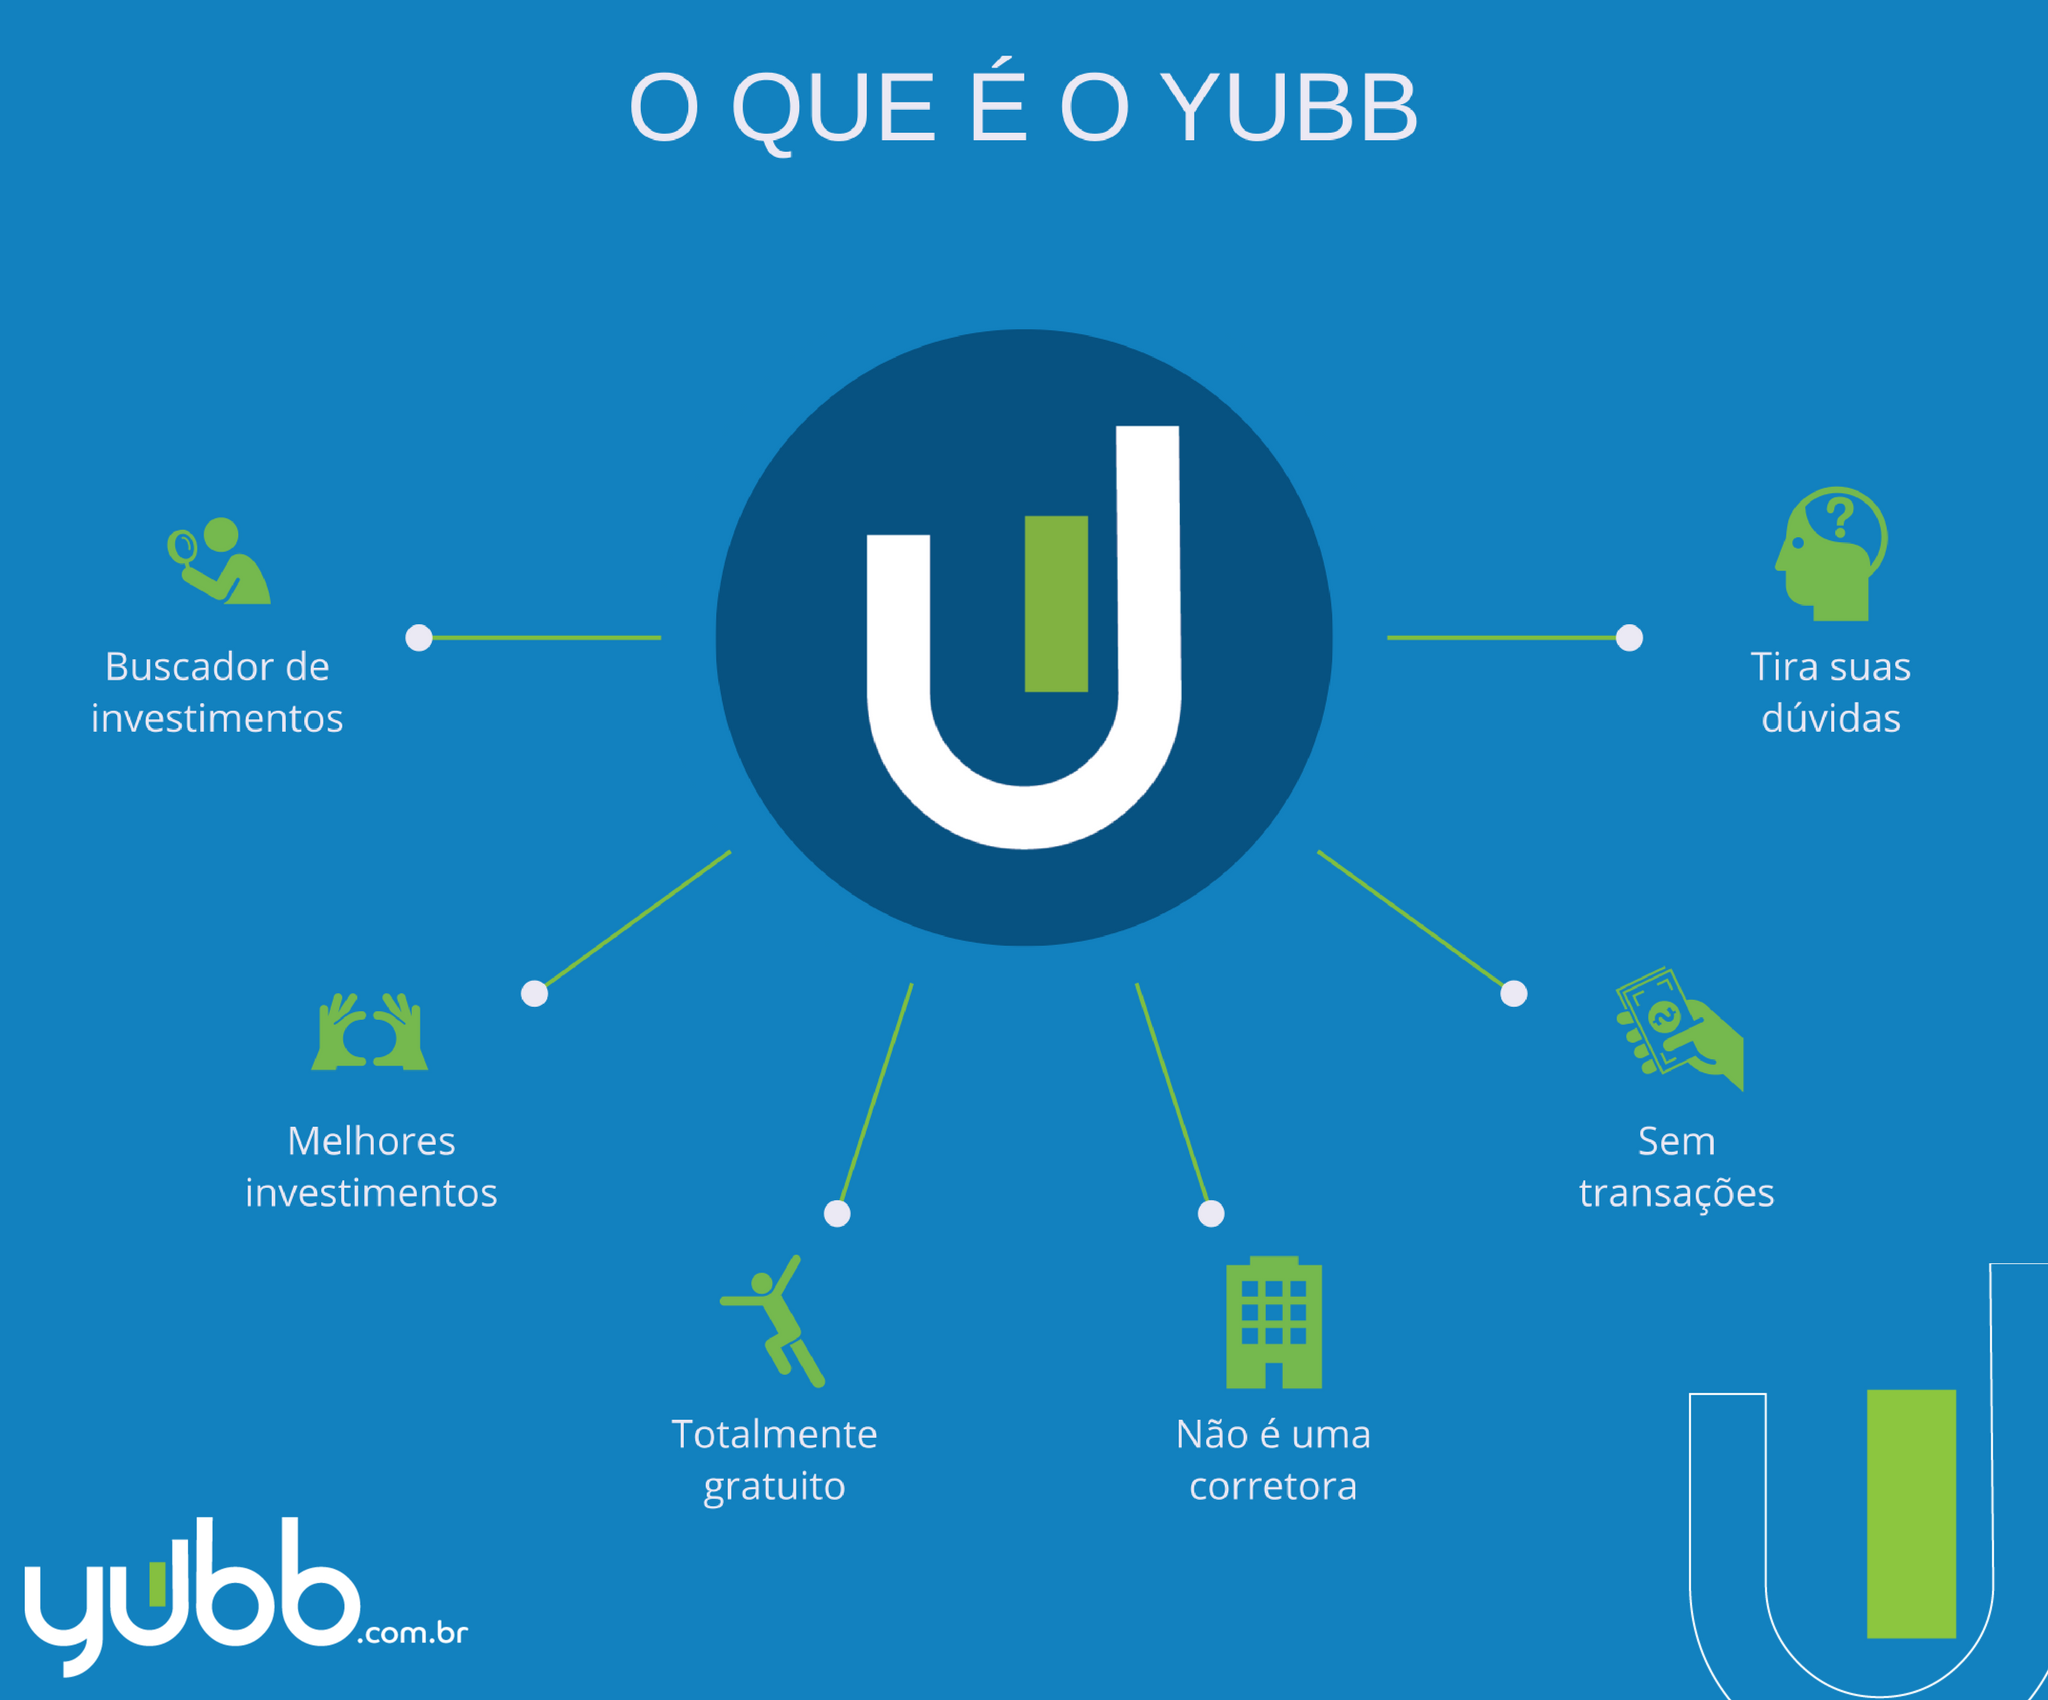 O QUE É O YUBB
Buscador de
investimentos
Tira suas
dúvidas
Melhores
investimentos
Sem
transações
Totalmente
gratuito
Não é uma
corretora
yubb.com.br